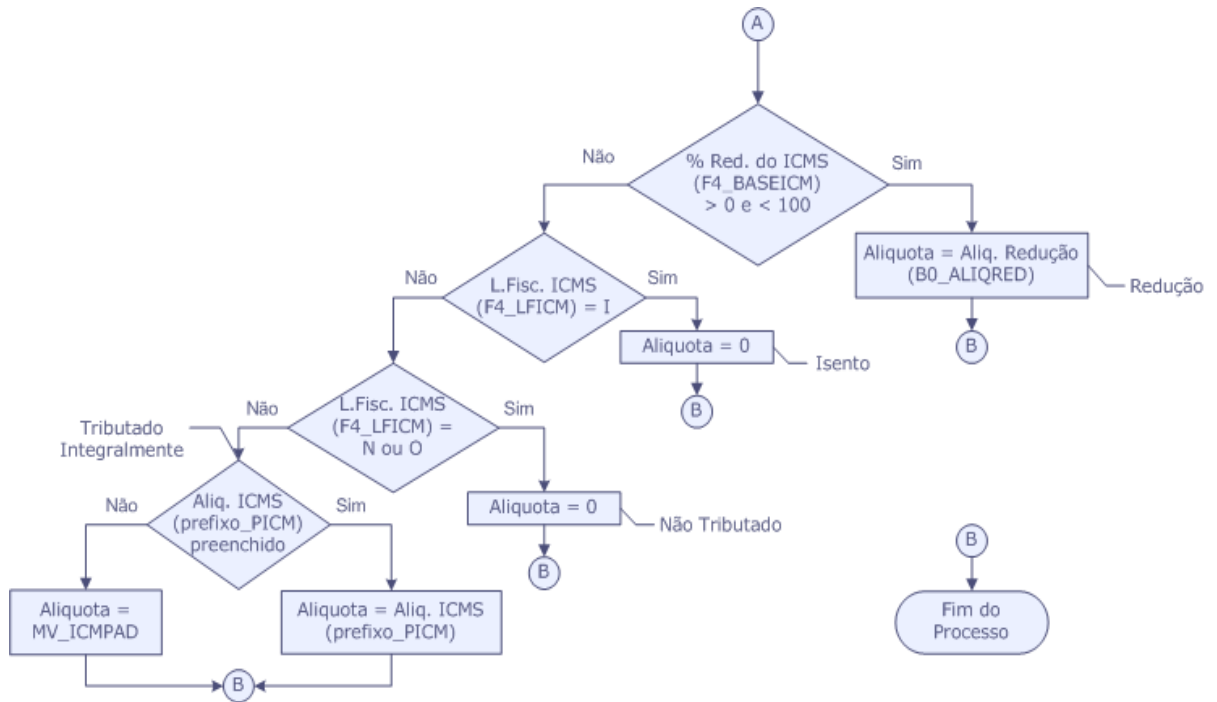 A
Não
% Red. do ICMS
(F4_BASEICM)
> 0 e < 100
Sim
Aliquota = Aliq. Redução
(B0_ALIQRED)
Redução
B
Não
L.Fisc. ICMS
(F4_LFICM) = I
Sim
Aliquota = 0
Isento
B
Não
L.Fisc. ICMS
(F4_LFICM) =
N ou O
Sim
Tributado
Integralmente
Aliquota = 0
Não Tributado
B
Não
Aliq. ICMS
(prefixo_PICM)
preenchido
Sim
Aliquota =
MV_ICMPAD
Aliquota = Aliq. ICMS
(prefixo_PICM)
B
B
Fim do
Processo